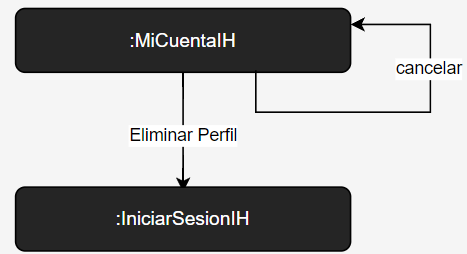 :MiCuentaIH
cancelar
Eliminar Perfil
:IniciarSesionIH